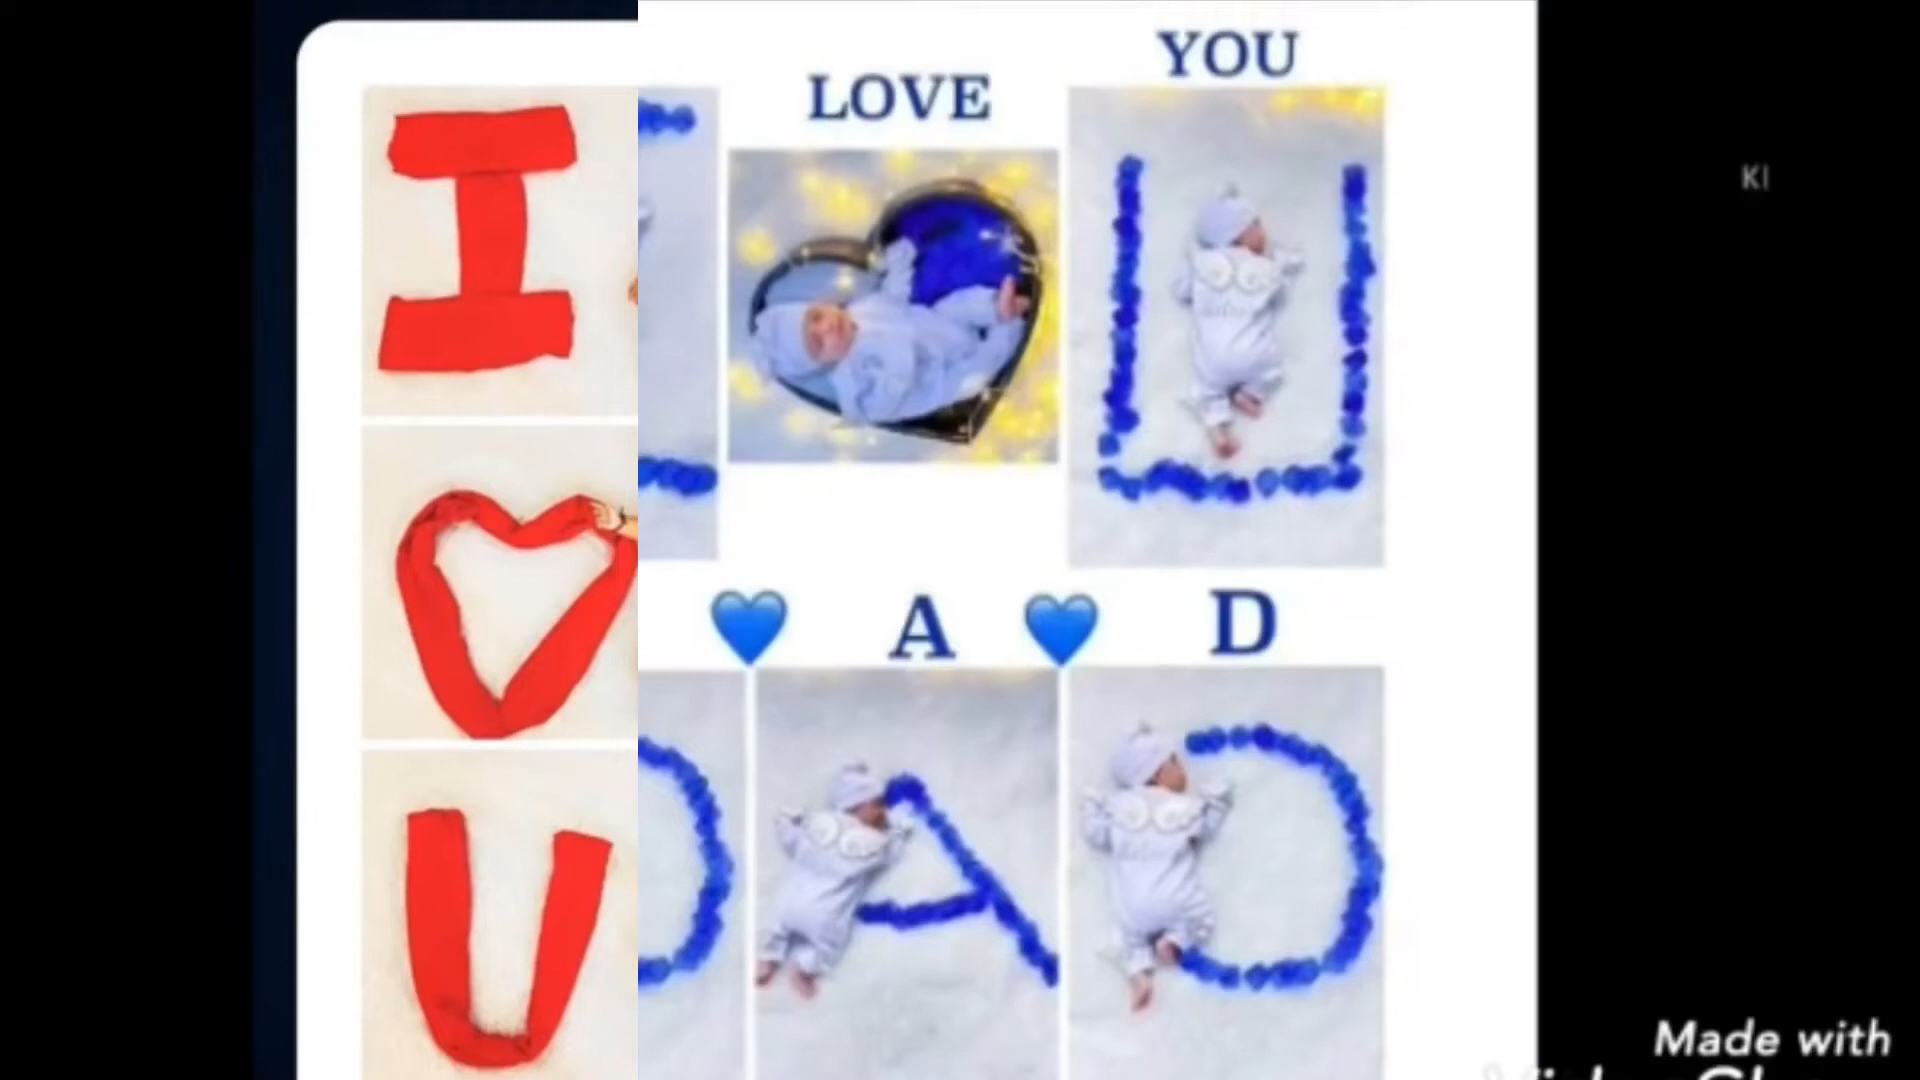 I
U
YOU
LOVE
U
💙 A 💙 D
D A D
KI
Made with